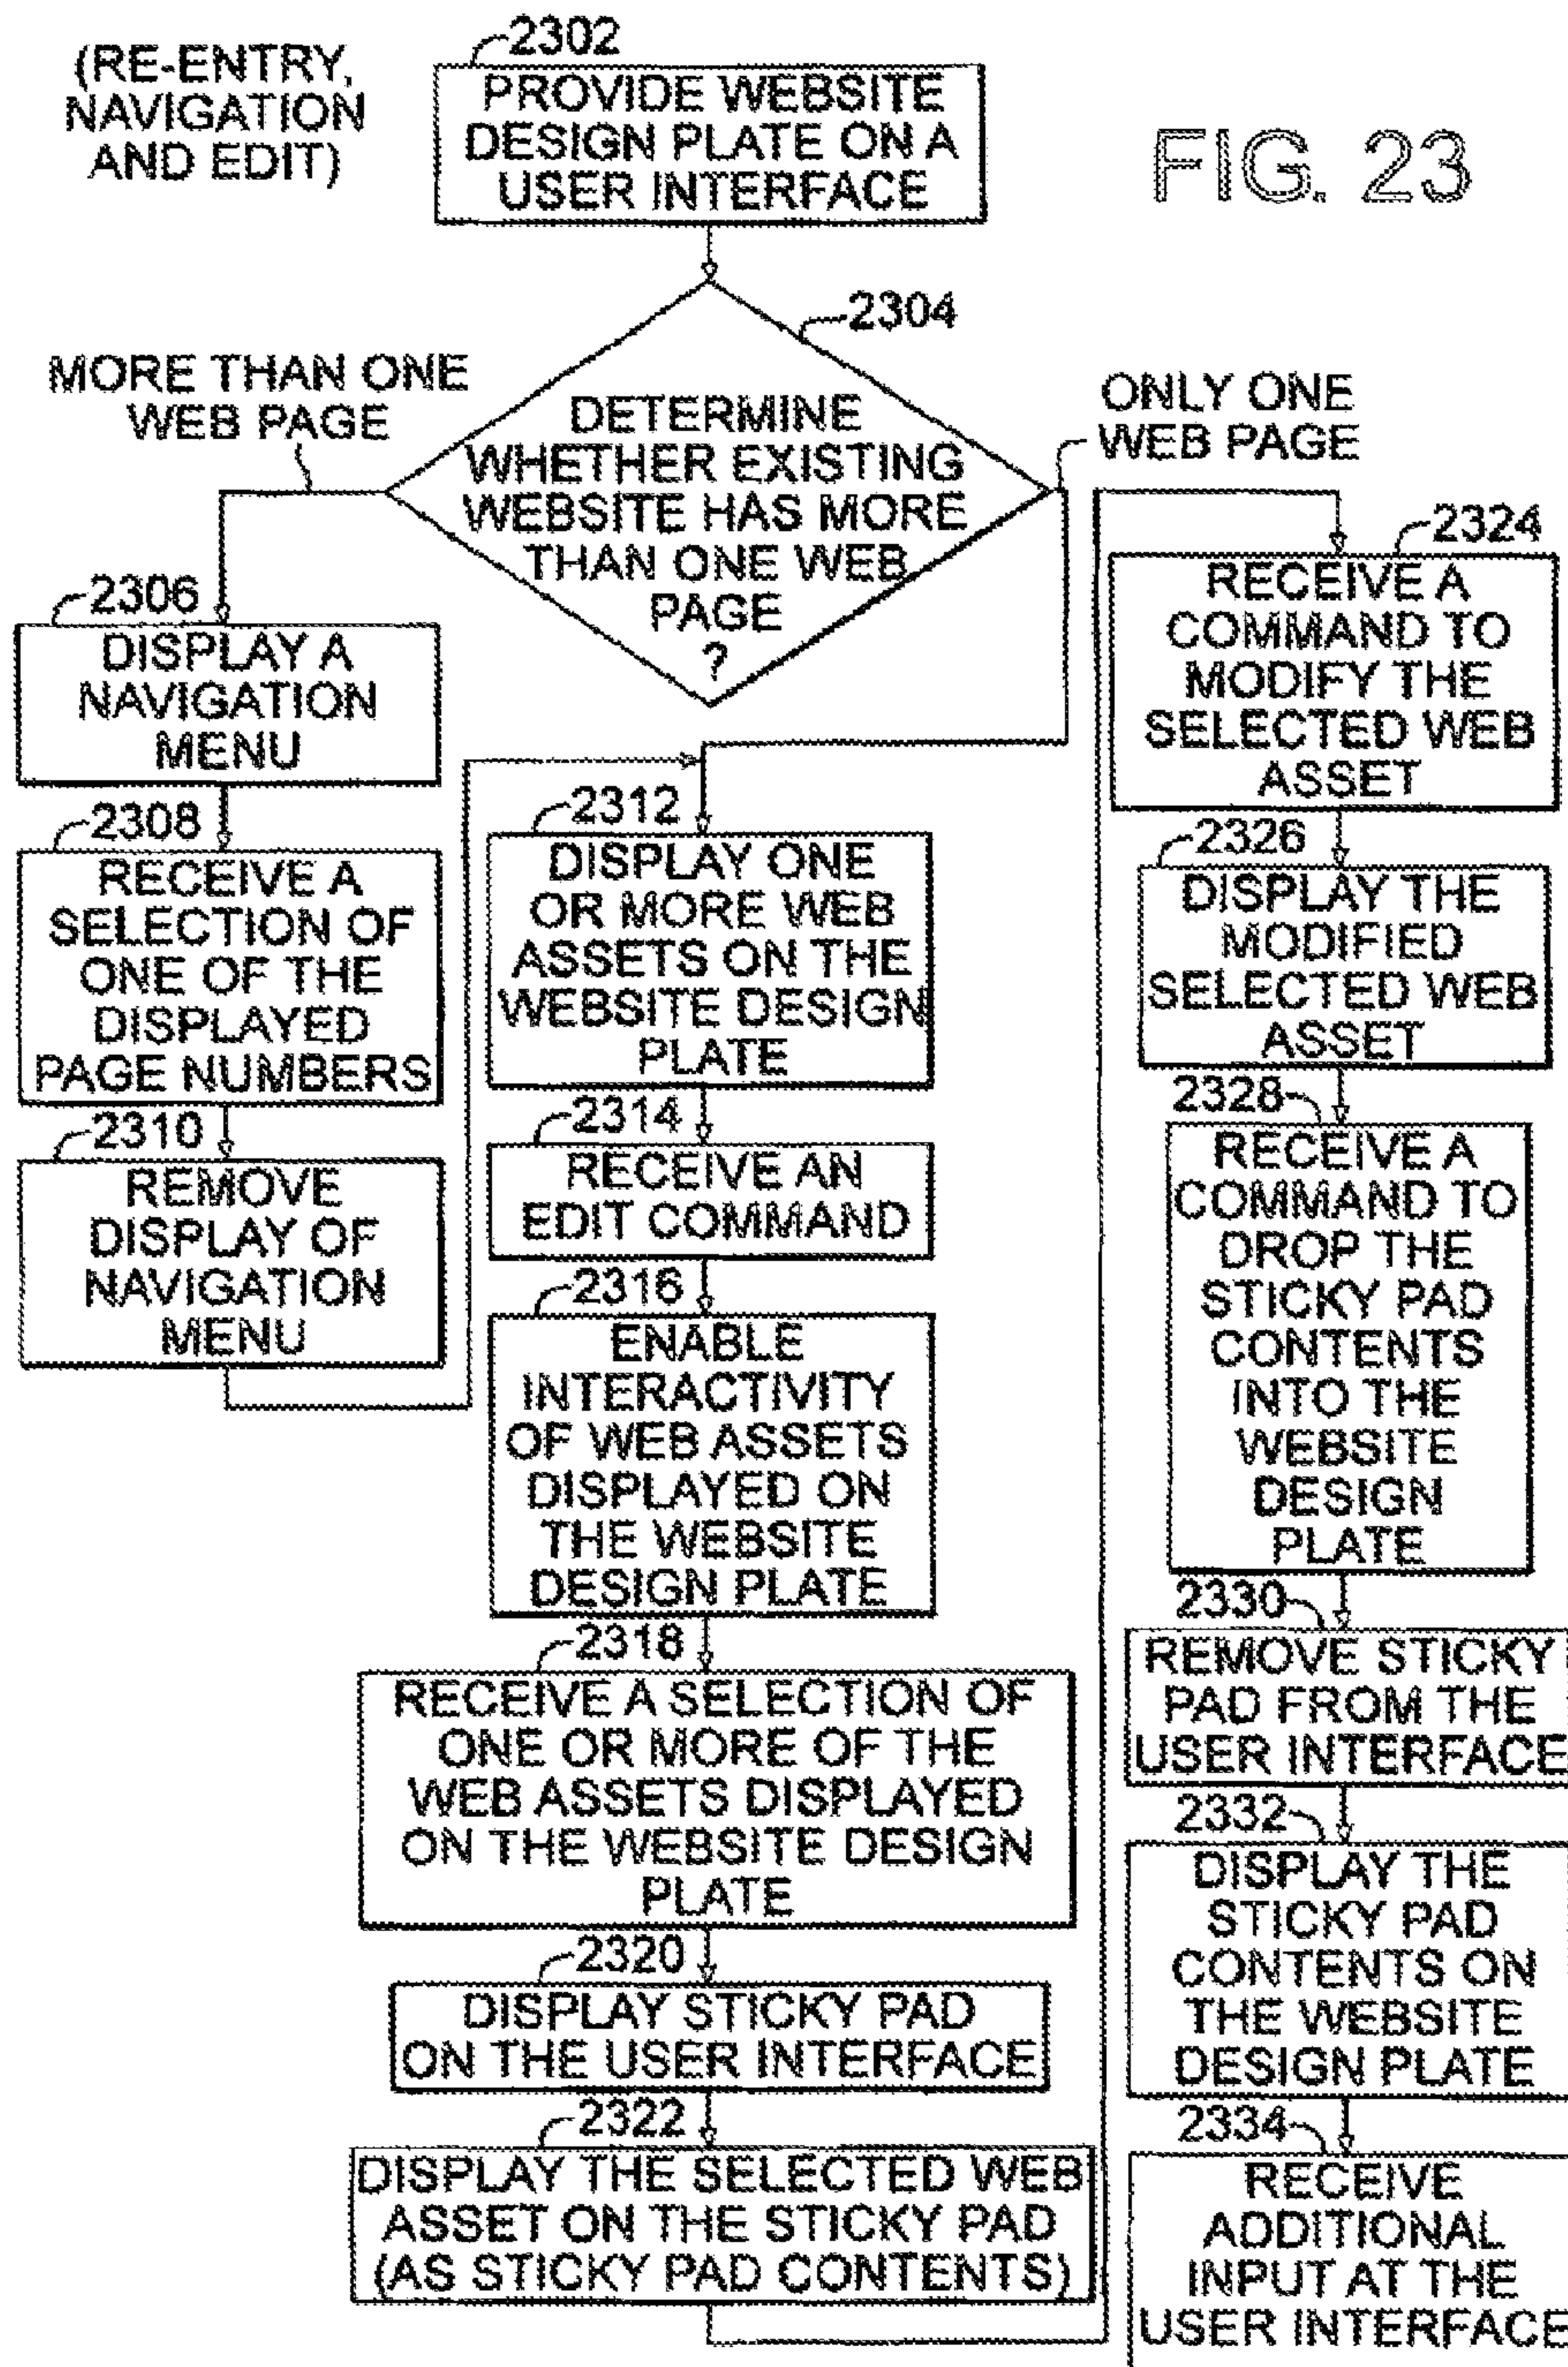 (RE-ENTRY,
NAVIGATION
AND EDIT)
FIG. 23
2302
PROVIDE WEBSITE
DESIGN PLATE ON A
USER INTERFACE
2304
DETERMINE
WHETHER EXISTING
WEBSITE HAS MORE
THAN ONE WEB
PAGE
?
MORE THAN ONE
WEB PAGE
ONLY ONE
WEB PAGE
2306
DISPLAY A
NAVIGATION
MENU
2308
RECEIVE A
SELECTION OF
ONE OF THE
DISPLAYED
PAGE NUMBERS
2310
REMOVE
DISPLAY OF
NAVIGATION
MENU
2312
DISPLAY ONE
OR MORE WEB
ASSETS ON THE
WEBSITE DESIGN
PLATE
2314
RECEIVE AN
EDIT COMMAND
2316
ENABLE
INTERACTIVITY
OF WEB ASSETS
DISPLAYED ON
THE WEBSITE
DESIGN PLATE
2318
RECEIVE A SELECTION OF
ONE OR MORE OF THE
WEB ASSETS DISPLAYED
ON THE WEBSITE DESIGN
PLATE
2320
DISPLAY STICKY PAD
ON THE USER INTERFACE
2322
DISPLAY THE SELECTED WEB
ASSET ON THE STICKY PAD
(AS STICKY PAD CONTENTS)
2324
RECEIVE A
COMMAND TO
MODIFY THE
SELECTED WEB
ASSET
2326
DISPLAY THE
MODIFIED
SELECTED WEB
ASSET
2328
RECEIVE A
COMMAND TO
DROP THE
STICKY PAD
CONTENTS
INTO THE
WEBSITE
DESIGN
PLATE
2330
REMOVE STICKY
PAD FROM THE
USER INTERFACE
2332
DISPLAY THE
STICKY PAD
CONTENTS ON
THE WEBSITE
DESIGN PLATE
2334
RECEIVE
ADDITIONAL
INPUT AT THE
USER INTERFACE